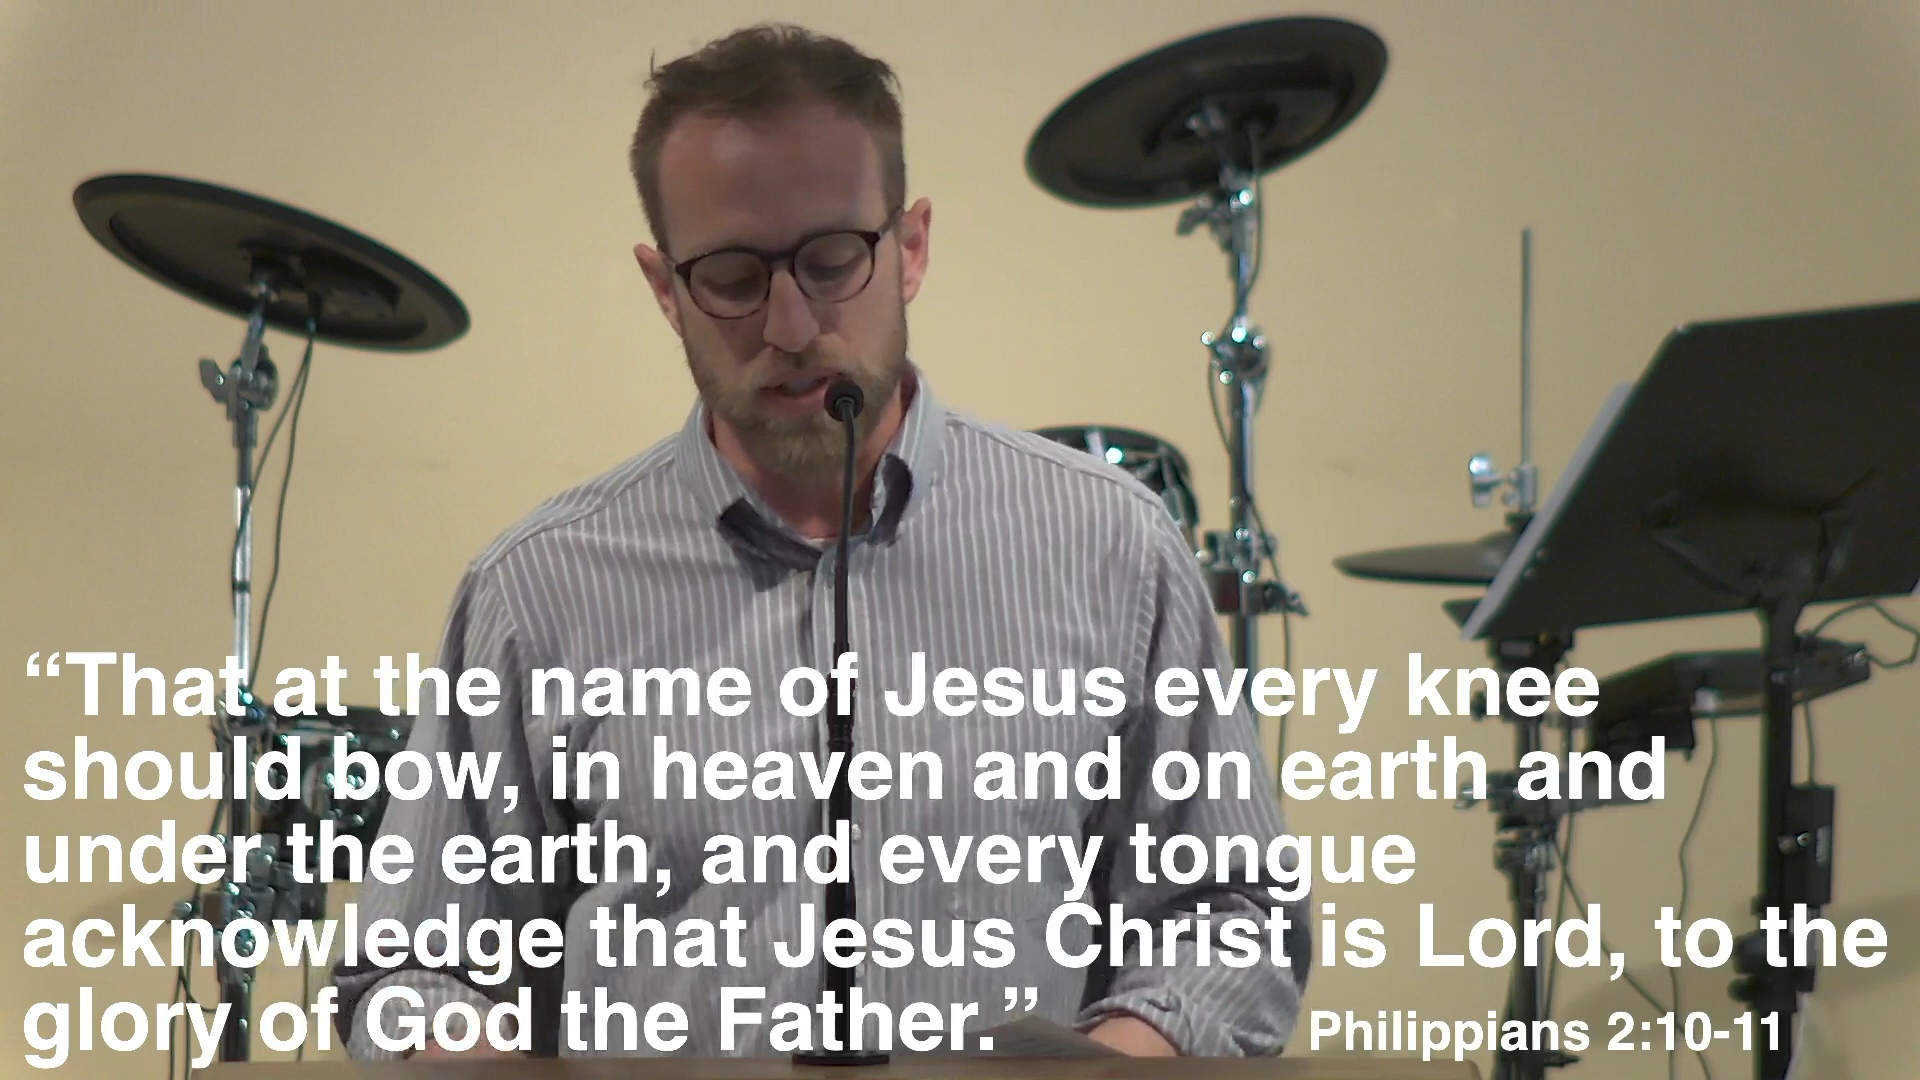 “That at the name of Jesus every knee
should bow, in heaven and on earth and
under the earth, and every tongue
acknowledge that Jesus Christ is Lord, to the
glory of God the Father.” Philippians 2:10-11